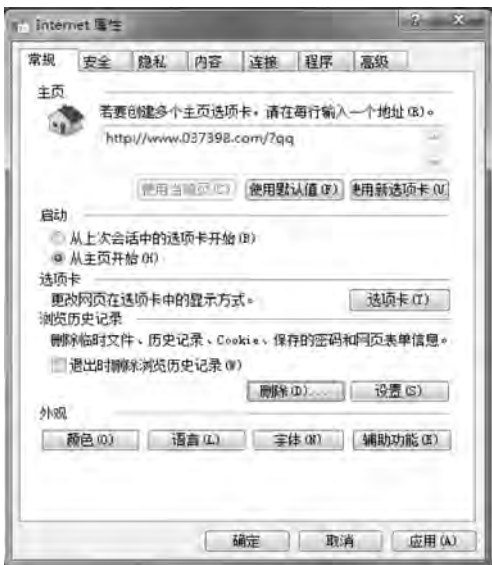 Internet 属性
常规 安全 隐私 内容 连接 程序 高级
主页
若要创建多个主页选项卡，请在每行输入一个地址(R)。
http://www.037398.com/?qq
使用当前页(C) 使用默认值(F) 使用新选项卡(U)
启动
从上次会话中的选项卡开始(B)
从主页开始(H)
选项卡
更改网页在选项卡中的显示方式。 选项卡(T)
浏览历史记录
删除临时文件、历史记录、Cookie、保存的密码和网页表单信息。
退出时删除浏览历史记录(W)
删除(D)... 设置(S)
外观
颜色(O) 语言(L) 字体(N) 辅助功能(E)
确定 取消 应用(A)